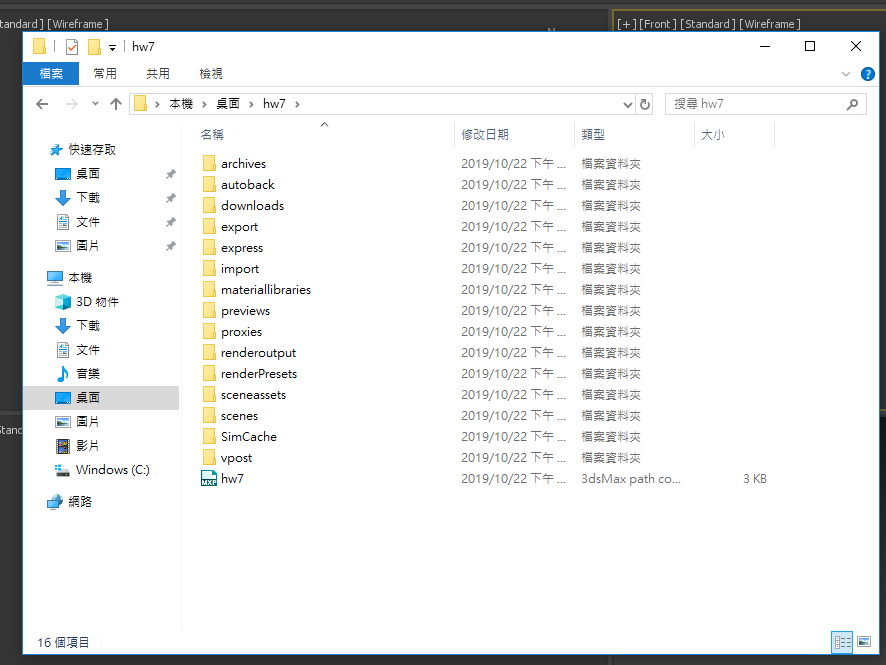 tandard ] [ Wireframe ]
[ + ] [ Front ] [ Standard ] [ Wireframe ]
hw7
檔案 常用 共用 檢視
本機 桌面 hw7 搜尋 hw7
名稱 修改日期 類型 大小
快速存取
桌面
下載
文件
圖片
本機
3D 物件
下載
文件
音樂
桌面
圖片
影片
Windows (C:)
網路
archives 2019/10/22 下午 ... 檔案資料夾
autoback 2019/10/22 下午 ... 檔案資料夾
downloads 2019/10/22 下午 ... 檔案資料夾
export 2019/10/22 下午 ... 檔案資料夾
express 2019/10/22 下午 ... 檔案資料夾
import 2019/10/22 下午 ... 檔案資料夾
materiallibraries 2019/10/22 下午 ... 檔案資料夾
previews 2019/10/22 下午 ... 檔案資料夾
proxies 2019/10/22 下午 ... 檔案資料夾
renderoutput 2019/10/22 下午 ... 檔案資料夾
renderPresets 2019/10/22 下午 ... 檔案資料夾
sceneassets 2019/10/22 下午 ... 檔案資料夾
scenes 2019/10/22 下午 ... 檔案資料夾
SimCache 2019/10/22 下午 ... 檔案資料夾
vpost 2019/10/22 下午 ... 檔案資料夾
MXP hw7 2019/10/22 下午 ... 3dsMax path co... 3 KB
Stand
16 個項目